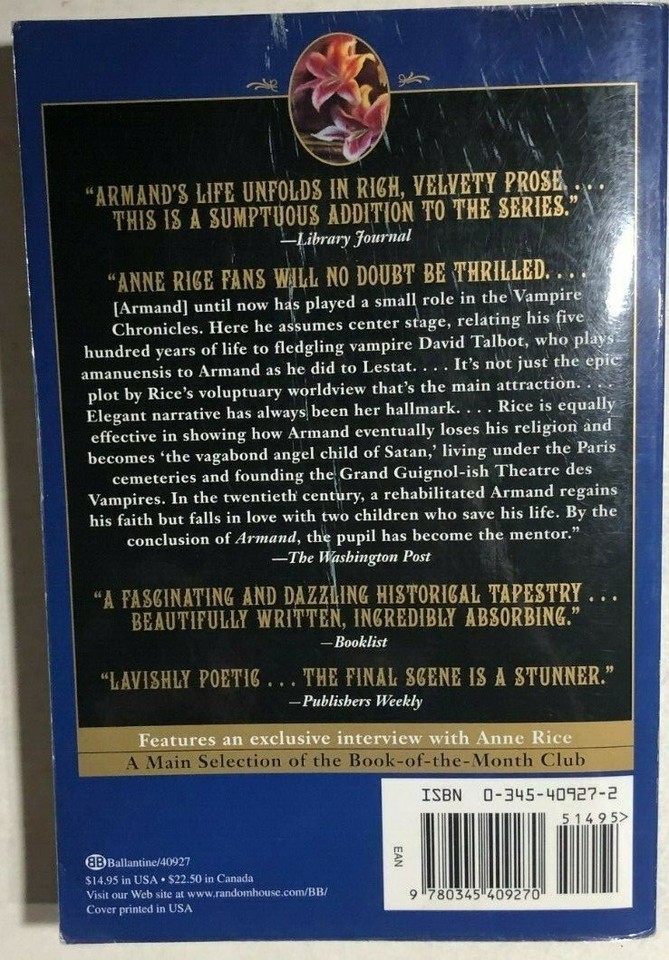 “ARMAND’S LIFE UNFOLDS IN RICH, VELVETY PROSE. . . .
THIS IS A SUMPTUOUS ADDITION TO THE SERIES.”
—Library Journal
“ANNE RICE FANS WILL NO DOUBT BE THRILLED. . . .
[Armand] until now has played a small role in the Vampire
Chronicles. Here he assumes center stage, relating his five
hundred years of life to fledgling vampire David Talbot, who plays
amanuensis to Armand as he did to Lestat. . . . It’s not just the epic
plot by Rice’s voluptuary worldview that’s the main attraction. . . .
Elegant narrative has always been her hallmark. . . . Rice is equally
effective in showing how Armand eventually loses his religion and
becomes ‘the vagabond angel child of Satan,’ living under the Paris
cemeteries and founding the Grand Guignol-ish Theatre des
Vampires. In the twentieth century, a rehabilitated Armand regains
his faith but falls in love with two children who save his life. By the
conclusion of Armand, the pupil has become the mentor.”
—The Washington Post
“A FASCINATING AND DAZZLING HISTORICAL TAPESTRY . . .
BEAUTIFULLY WRITTEN, INCREDIBLY ABSORBING.”
—Booklist
“LAVISHLY POETIC . . . THE FINAL SCENE IS A STUNNER.”
—Publishers Weekly
Features an exclusive interview with Anne Rice
A Main Selection of the Book-of-the-Month Club
ISBN 0-345-40927-2
51495>
EAN
9 780345 409270
BB Ballantine/40927
$14.95 in USA • $22.50 in Canada
Visit our Web site at www.randomhouse.com/BB/
Cover printed in USA